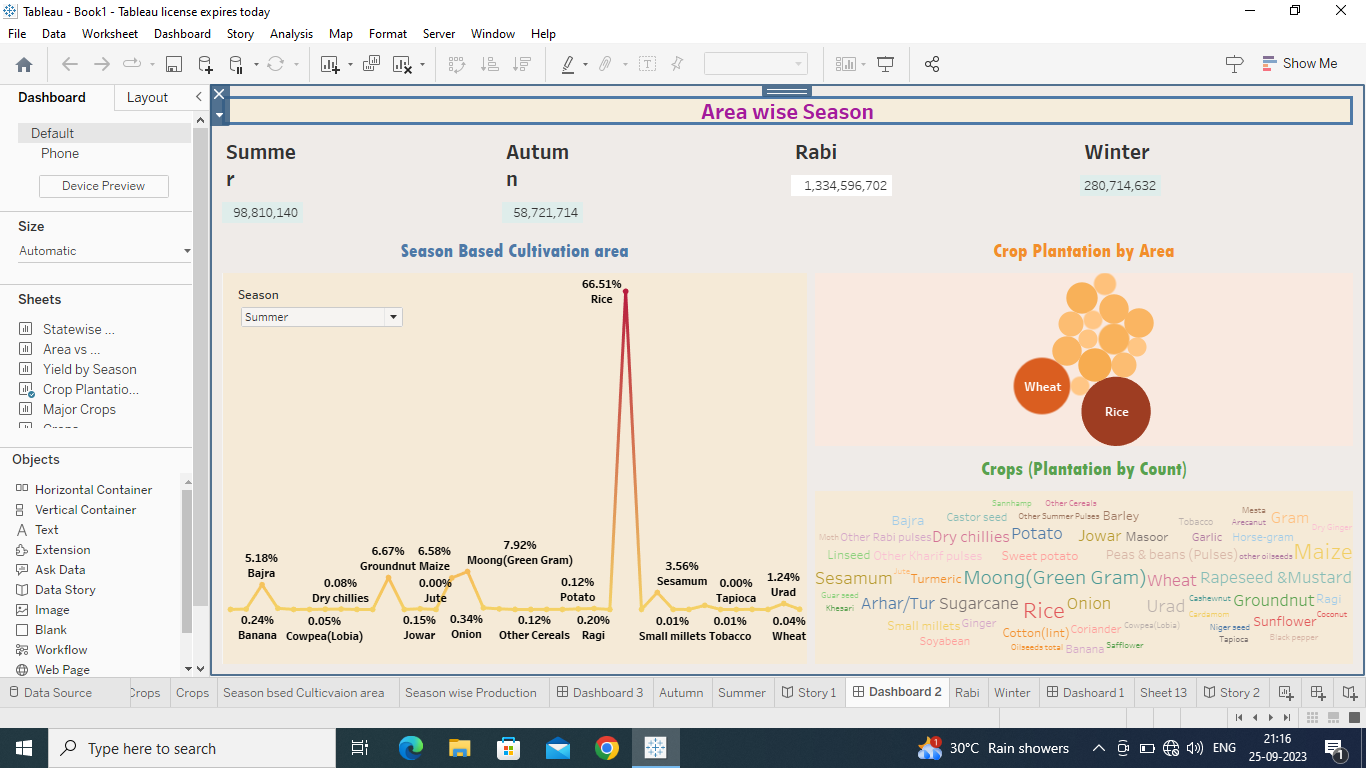 Tableau - Book1 - Tableau license expires today
File Data Worksheet Dashboard Story Analysis Map Format Server Window Help
Show Me
Dashboard Layout
Default
Phone
Device Preview
Size
Automatic
Sheets
Statewise ...
Area vs ...
Yield by Season
Crop Plantatio...
Major Crops
Objects
Horizontal Container
Vertical Container
Text
Extension
Ask Data
Data Story
Image
Blank
Workflow
Web Page
Area wise Season
Summe
r
98,810,140
Autum
n
58,721,714
Rabi
1,334,596,702
Winter
280,714,632
Season Based Cultivation area
Season
Summer
66.51%
Rice
5.18%
Bajra
0.08%
Dry chillies
6.67%
Groundnut
6.58%
Maize
0.00%
Jute
7.92%
Moong(Green Gram)
0.12%
Potato
3.56%
Sesamum
0.00%
Tapioca
1.24%
Urad
0.24%
Banana
0.05%
Cowpea(Lobia)
0.15%
Jowar
0.34%
Onion
0.12%
Other Cereals
0.20%
Ragi
0.01%
Small millets
0.01%
Tobacco
0.04%
Wheat
Crop Plantation by Area
Wheat
Rice
Crops (Plantation by Count)
Sannhamp Other Cereals
Bajra Castor seed Other Summer Pulses Barley Tobacco Mesta Arecanut Gram Dry Ginger
Moth Other Rabi pulses Dry chillies Potato Jowar Masoor Garlic Horse-gram
Linseed Other Kharif pulses Sweet potato Peas & beans (Pulses) other oilseeds Maize
Sesamum Jute Turmeric Moong(Green Gram) Wheat Rapeseed &Mustard
Guar seed Khesari Arhar/Tur Sugarcane Rice Onion Urad Cashewnut Cardamom Groundnut Ragi Coconut
Small millets Ginger Cotton(lint) Coriander Cowpea(Lobia) Niger seed Sunflower
Soyabean Oilseeds total Banana Safflower Tapioca Black pepper
Data Source Crops Crops Season bsed Culticvaion area Season wise Production Dashboard 3 Autumn Summer Story 1 Dashboard 2 Rabi Winter Dashoard 1 Sheet 13 Story 2
Type here to search
1
30°C Rain showers
ENG
21:16
25-09-2023
1